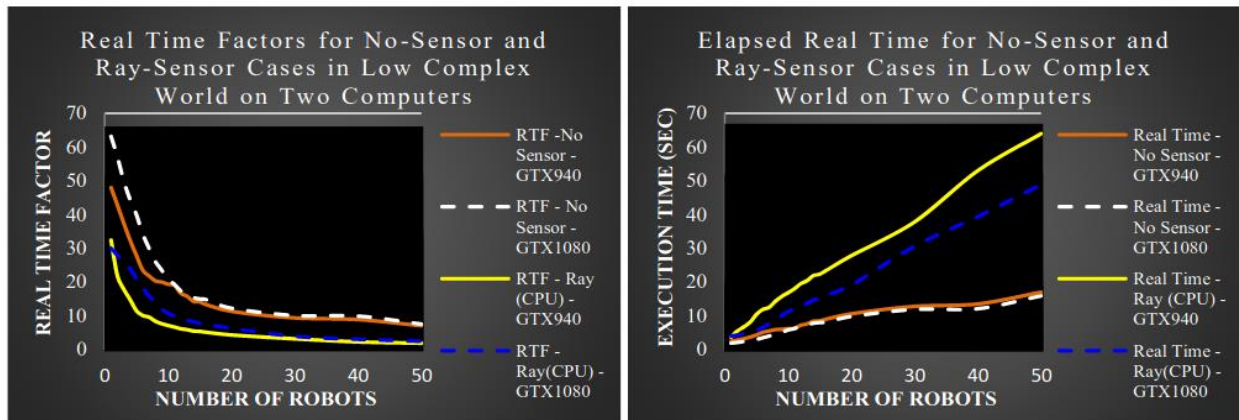 Real Time Factors for No-Sensor and
Ray-Sensor Cases in Low Complex
World on Two Computers
REAL TIME FACTOR
70
60
50
40
30
20
10
0
0 10 20 30 40 50
NUMBER OF ROBOTS
RTF -No
Sensor -
GTX940
RTF - No
Sensor -
GTX1080
RTF - Ray
(CPU) -
GTX940
RTF -
Ray(CPU) -
GTX1080
Elapsed Real Time for No-Sensor and
Ray-Sensor Cases in Low Complex
World on Two Computers
EXECUTION TIME (SEC)
70
60
50
40
30
20
10
0
0 10 20 30 40 50
NUMBER OF ROBOTS
Real Time -
No Sensor -
GTX940
Real Time -
No Sensor -
GTX1080
Real Time -
Ray (CPU) -
GTX940
Real Time -
Ray(CPU) -
GTX1080